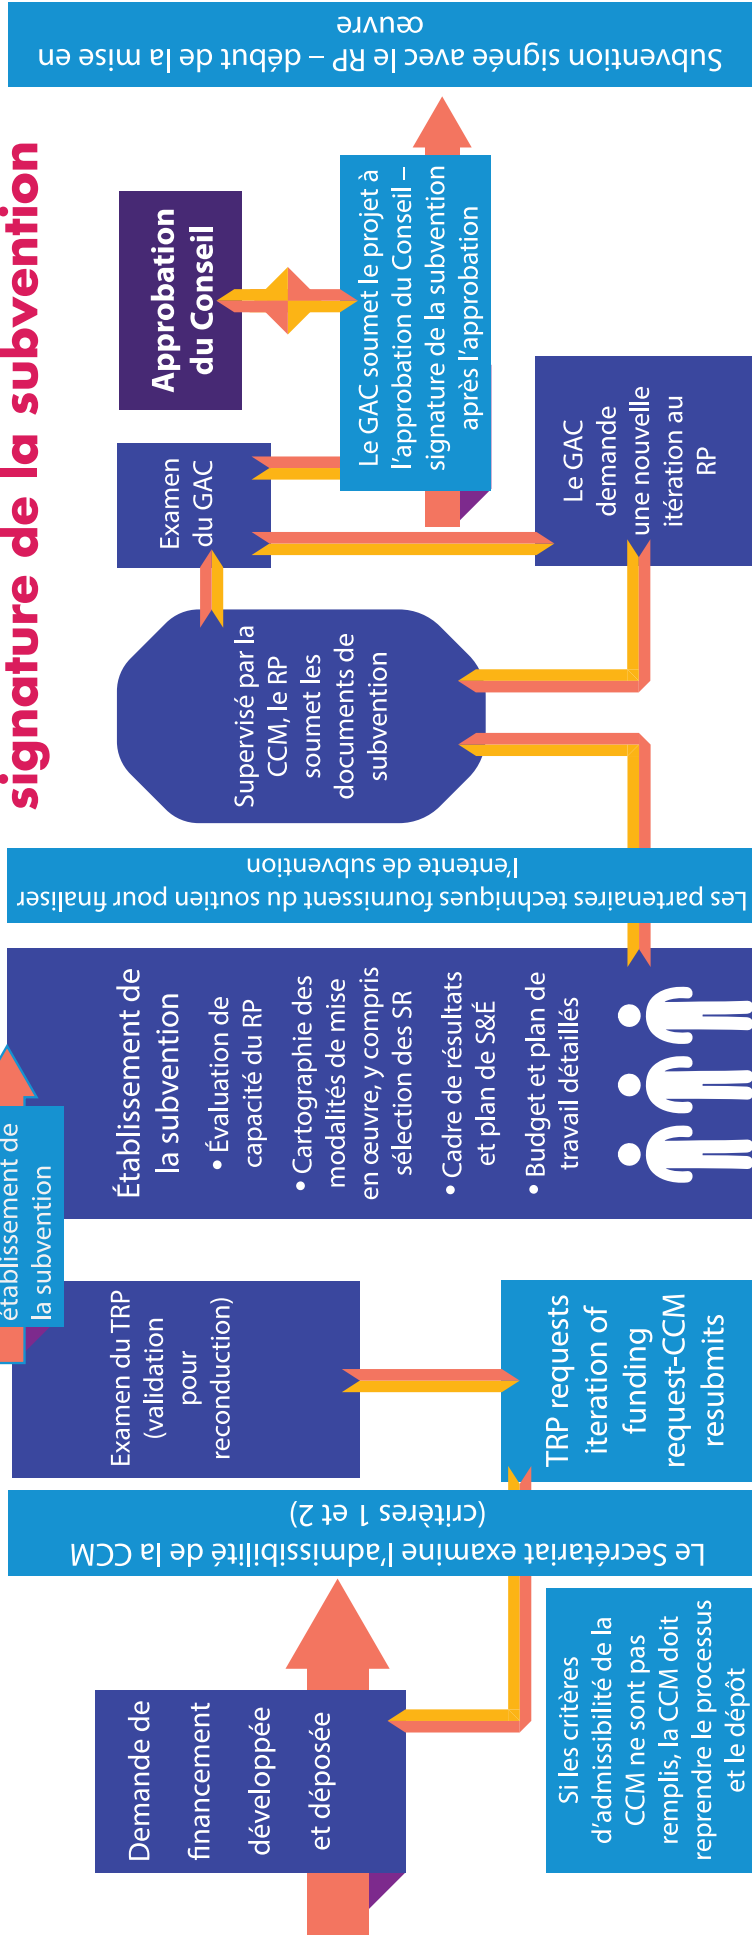 signature de la subvention
Demande de
financement
développée
et déposée
Si les critères
d'admissibilité de la
CCM ne sont pas
remplis, la CCM doit
reprendre le processus
et le dépôt
Le Secrétariat examine l'admissibilité de la CCM
(critères 1 et 2)
Examen du TRP
(validation
pour
reconduction)
TRP requests
iteration of
funding
request-CCM
resubmits
établissement de
la subvention
Établissement de
la subvention
• Évaluation de
capacité du RP
• Cartographie des
modalités de mise
en œuvre, y compris
sélection des SR
• Cadre de résultats
et plan de S&É
• Budget et plan de
travail détaillés
Les partenaires techniques fournissent du soutien pour finaliser
l'entente de subvention
Supervisé par la
CCM, le RP
soumet les
documents de
subvention
Examen
du GAC
Le GAC
demande
une nouvelle
itération au
RP
Approbation
du Conseil
Le GAC soumet le projet à
l'approbation du Conseil –
signature de la subvention
après l'approbation
Subvention signée avec le RP – début de la mise en
œuvre